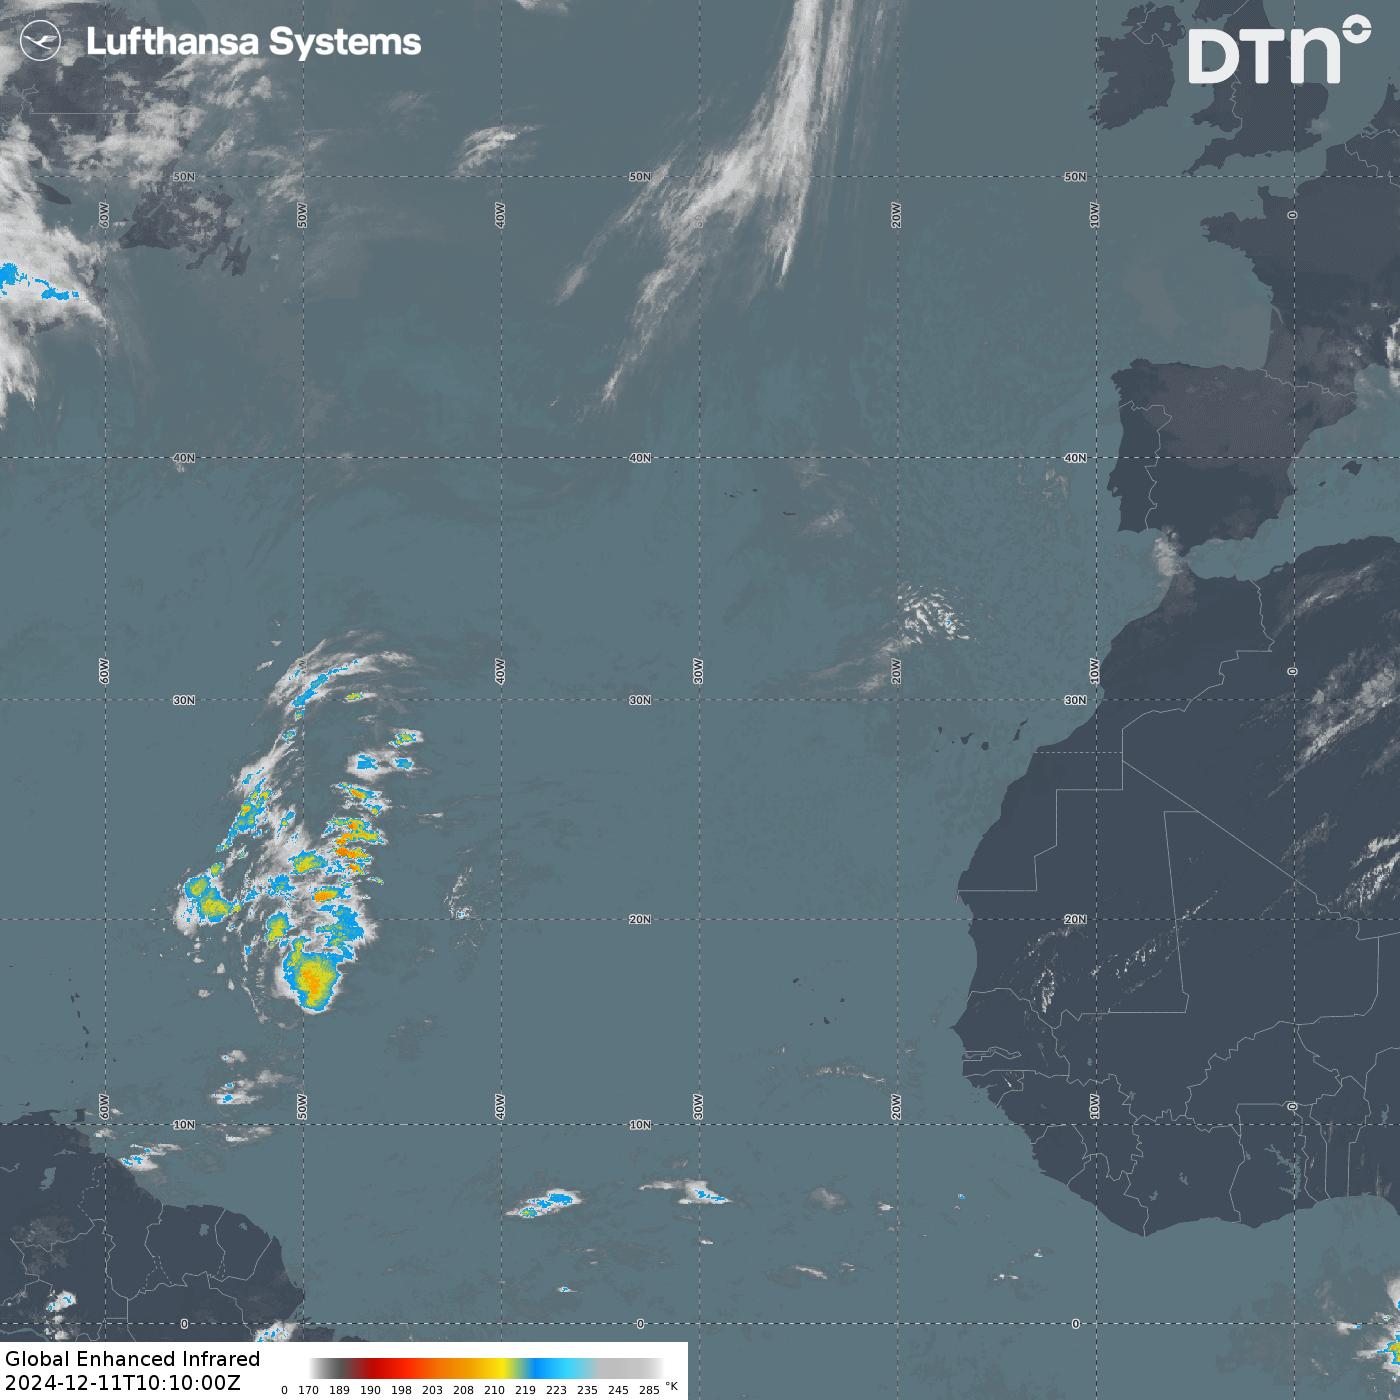 Lufthansa Systems
DTN
50N 50N 50N
60W 50W 40W 20W 10W 0
40N 40N 40N
60W 50W 40W 30W 20W 10W 0
30N 30N 30N
20N 20N 20N
60W 50W 40W 30W 20W 10W 0
10N 10N 10N
0 0 0
Global Enhanced Infrared
2024-12-11T10:10:00Z
0 170 189 190 198 203 208 210 219 223 235 245 285 °K